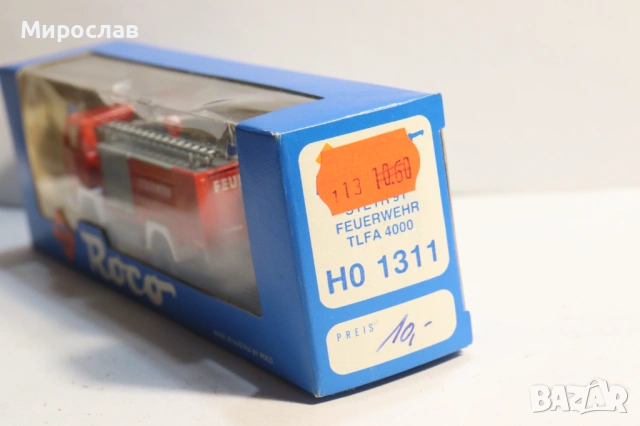 Мирослав
113 10.60
FEUERWEHR
TLFA 4000
H0 1311
PREIS 10,-
Roco
FEU
BAZAR